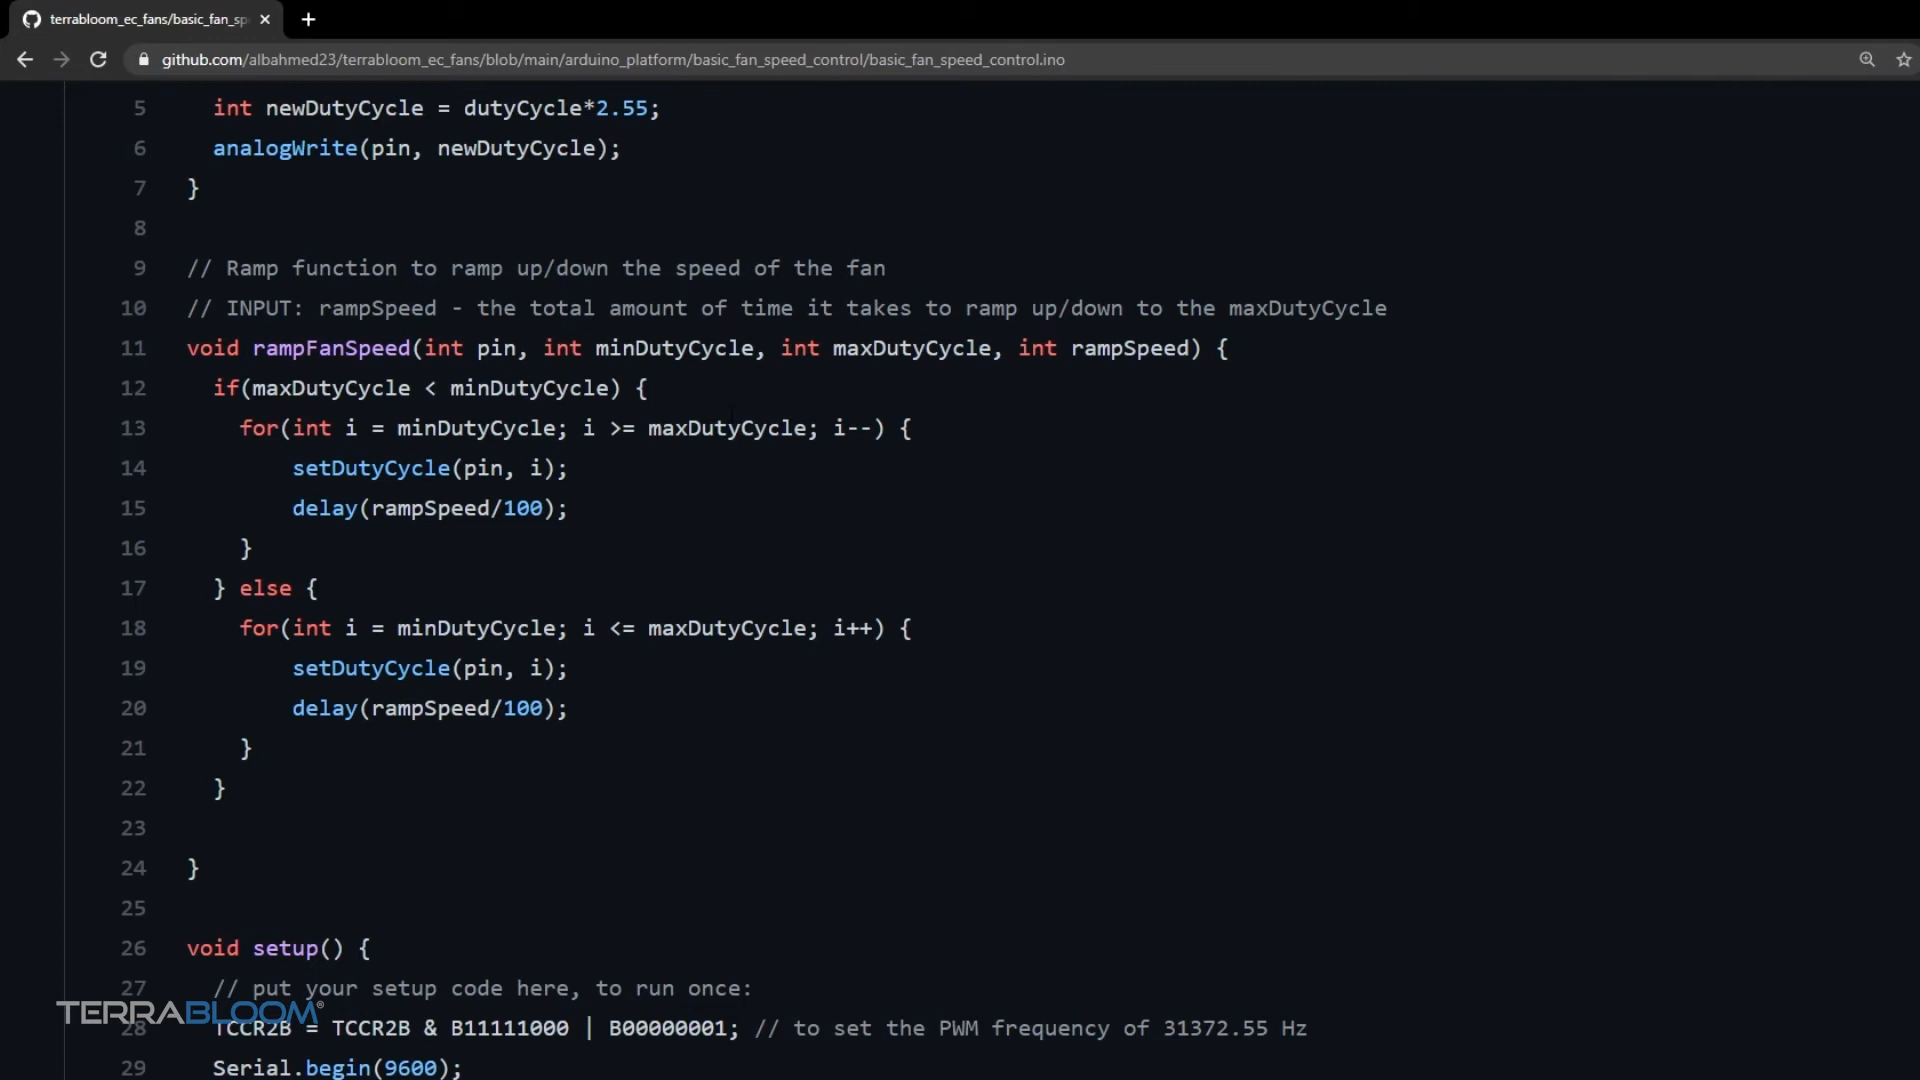 terrabloom_ec_fans/basic_fan_sp
github.com/albahmed23/terrabloom_ec_fans/blob/main/arduino_platform/basic_fan_speed_control/basic_fan_speed_control.ino
5 int newDutyCycle = dutyCycle*2.55;
6 analogWrite(pin, newDutyCycle);
7 }
8
9 // Ramp function to ramp up/down the speed of the fan
10 // INPUT: rampSpeed - the total amount of time it takes to ramp up/down to the maxDutyCycle
11 void rampFanSpeed(int pin, int minDutyCycle, int maxDutyCycle, int rampSpeed) {
12 if(maxDutyCycle < minDutyCycle) {
13 for(int i = minDutyCycle; i >= maxDutyCycle; i--) {
14 setDutyCycle(pin, i);
15 delay(rampSpeed/100);
16 }
17 } else {
18 for(int i = minDutyCycle; i <= maxDutyCycle; i++) {
19 setDutyCycle(pin, i);
20 delay(rampSpeed/100);
21 }
22 }
23
24 }
25
26 void setup() {
27 // put your setup code here, to run once:
TERRABLOOM®
28 TCCR2B = TCCR2B & B11111000 | B00000001; // to set the PWM frequency of 31372.55 Hz
29 Serial.begin(9600);